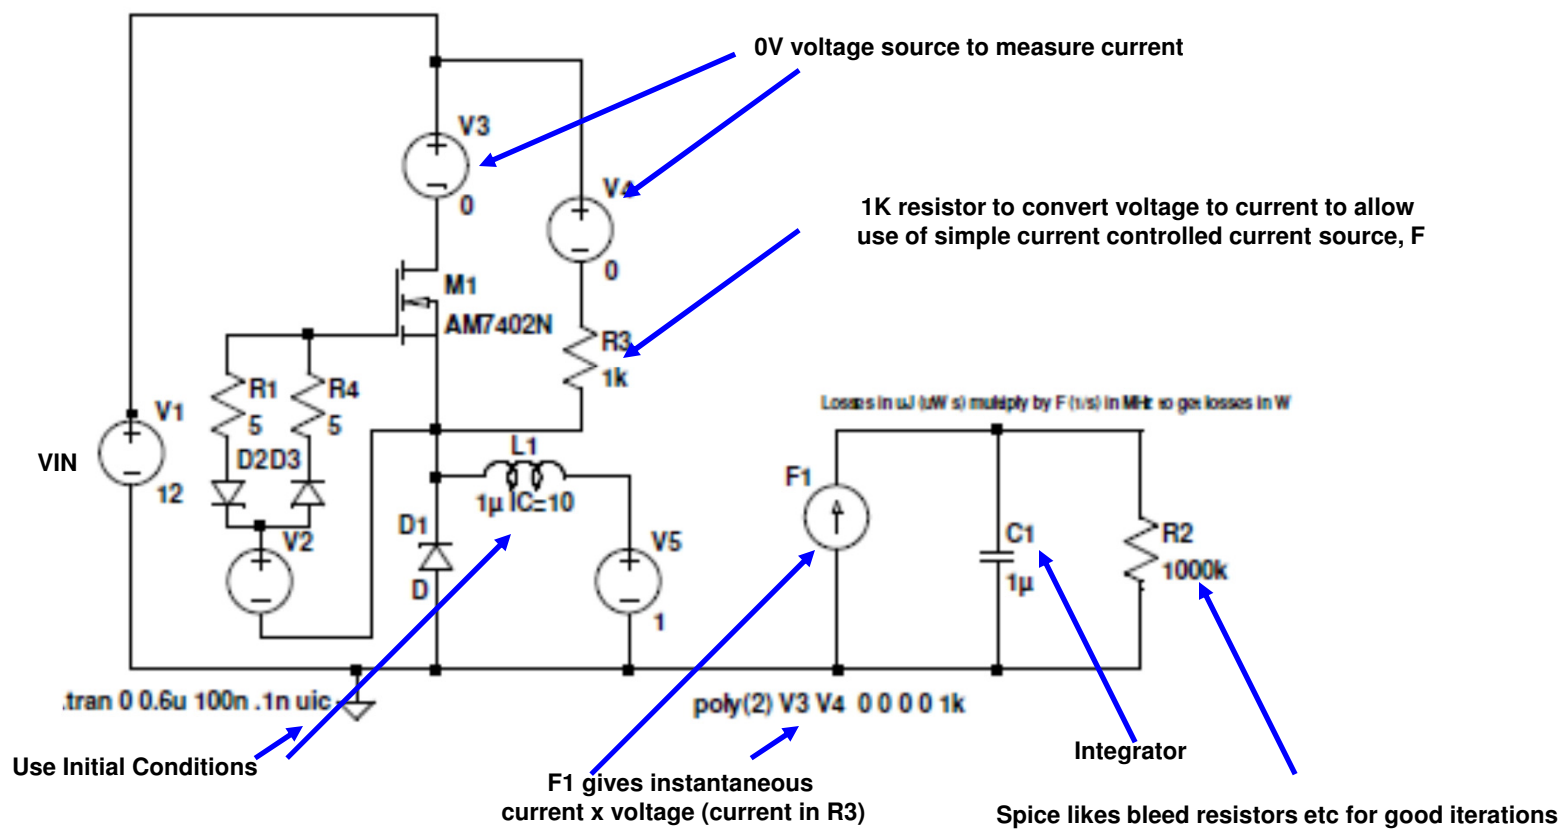 0V voltage source to measure current
V3
0
V4
0
1K resistor to convert voltage to current to allow
use of simple current controlled current source, F
M1
AM7402N
R3
1k
R1
5
R4
5
V1
VIN
12
D2D3
V2
L1
1µ IC=10
D1
D
V5
1
Losses in uJ (uW s) multiply by F (1/s) in MHz to get losses in W
F1
C1
1µ
R2
1000k
.tran 0 0.6u 100n .1n uic
poly(2) V3 V4 0 0 0 0 1k
Use Initial Conditions
F1 gives instantaneous
current x voltage (current in R3)
Integrator
Spice likes bleed resistors etc for good iterations